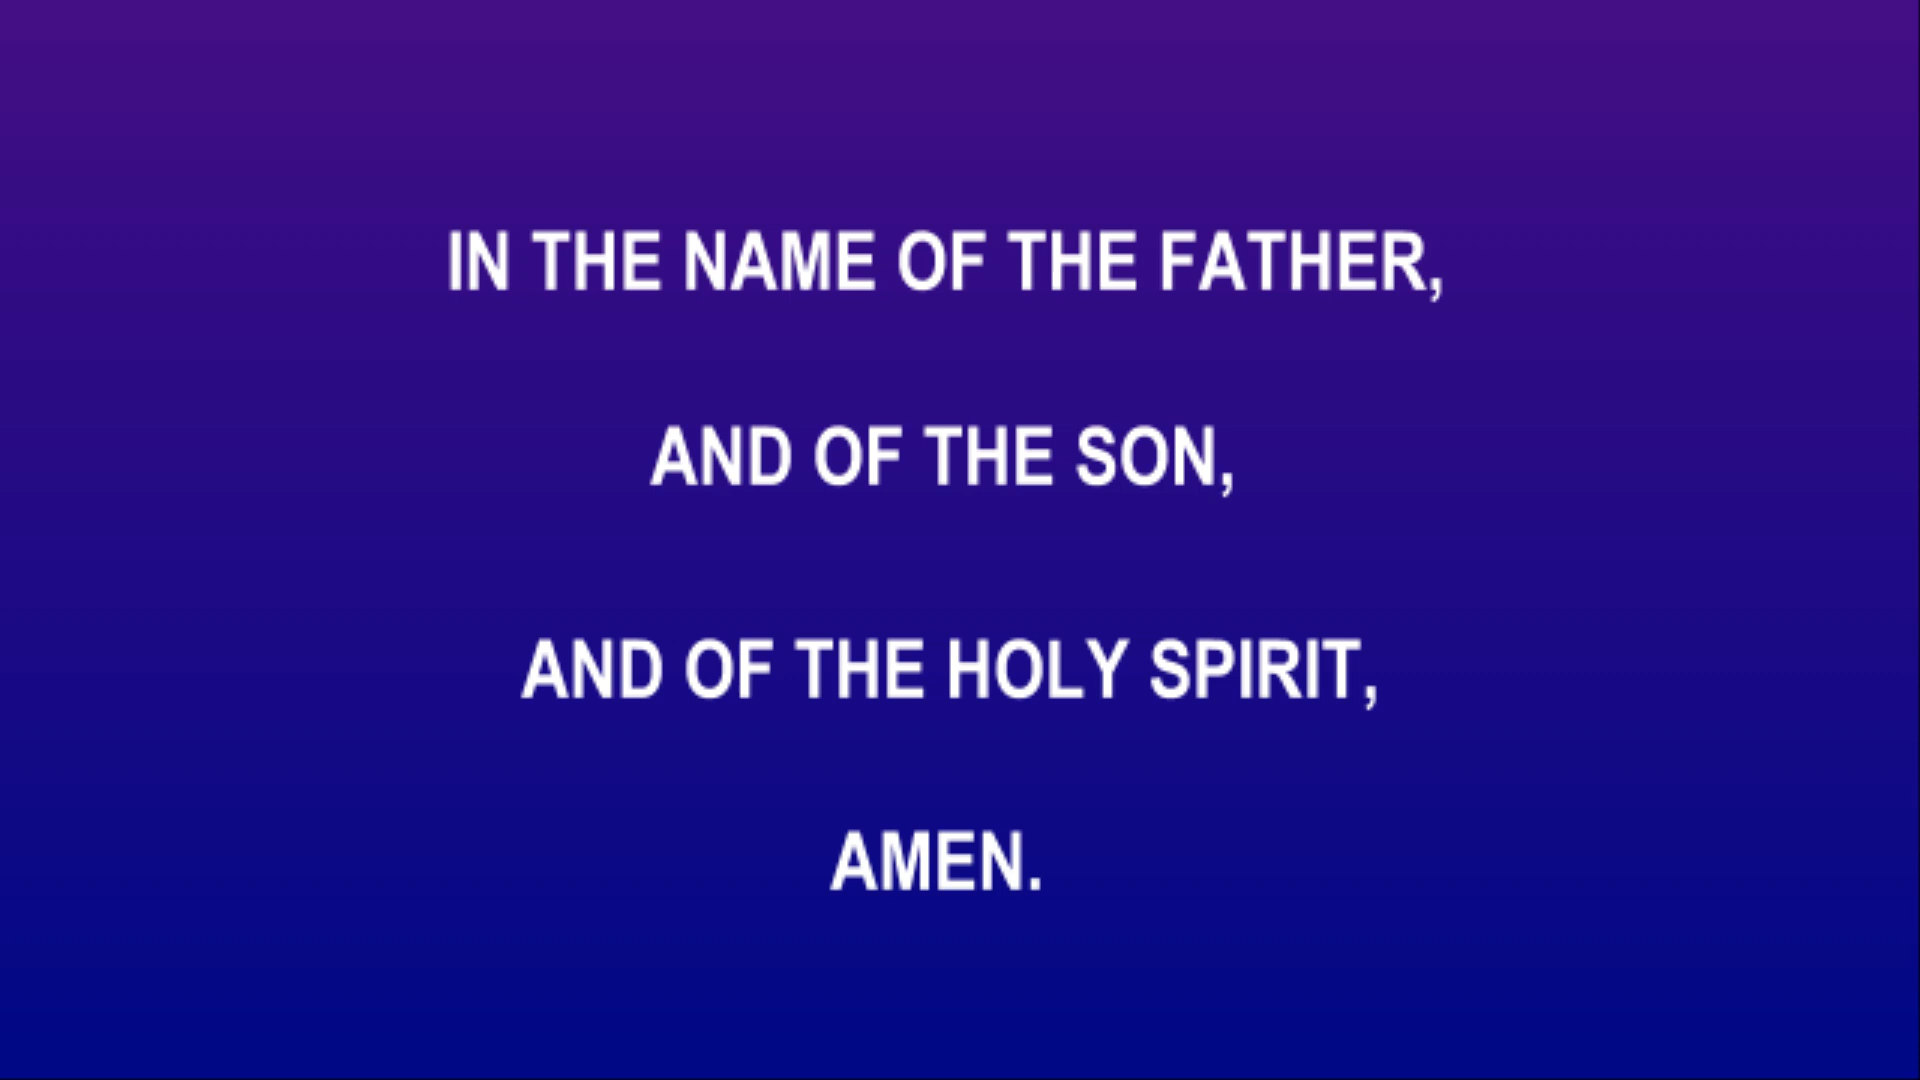 IN THE NAME OF THE FATHER,
AND OF THE SON,
AND OF THE HOLY SPIRIT,
AMEN.